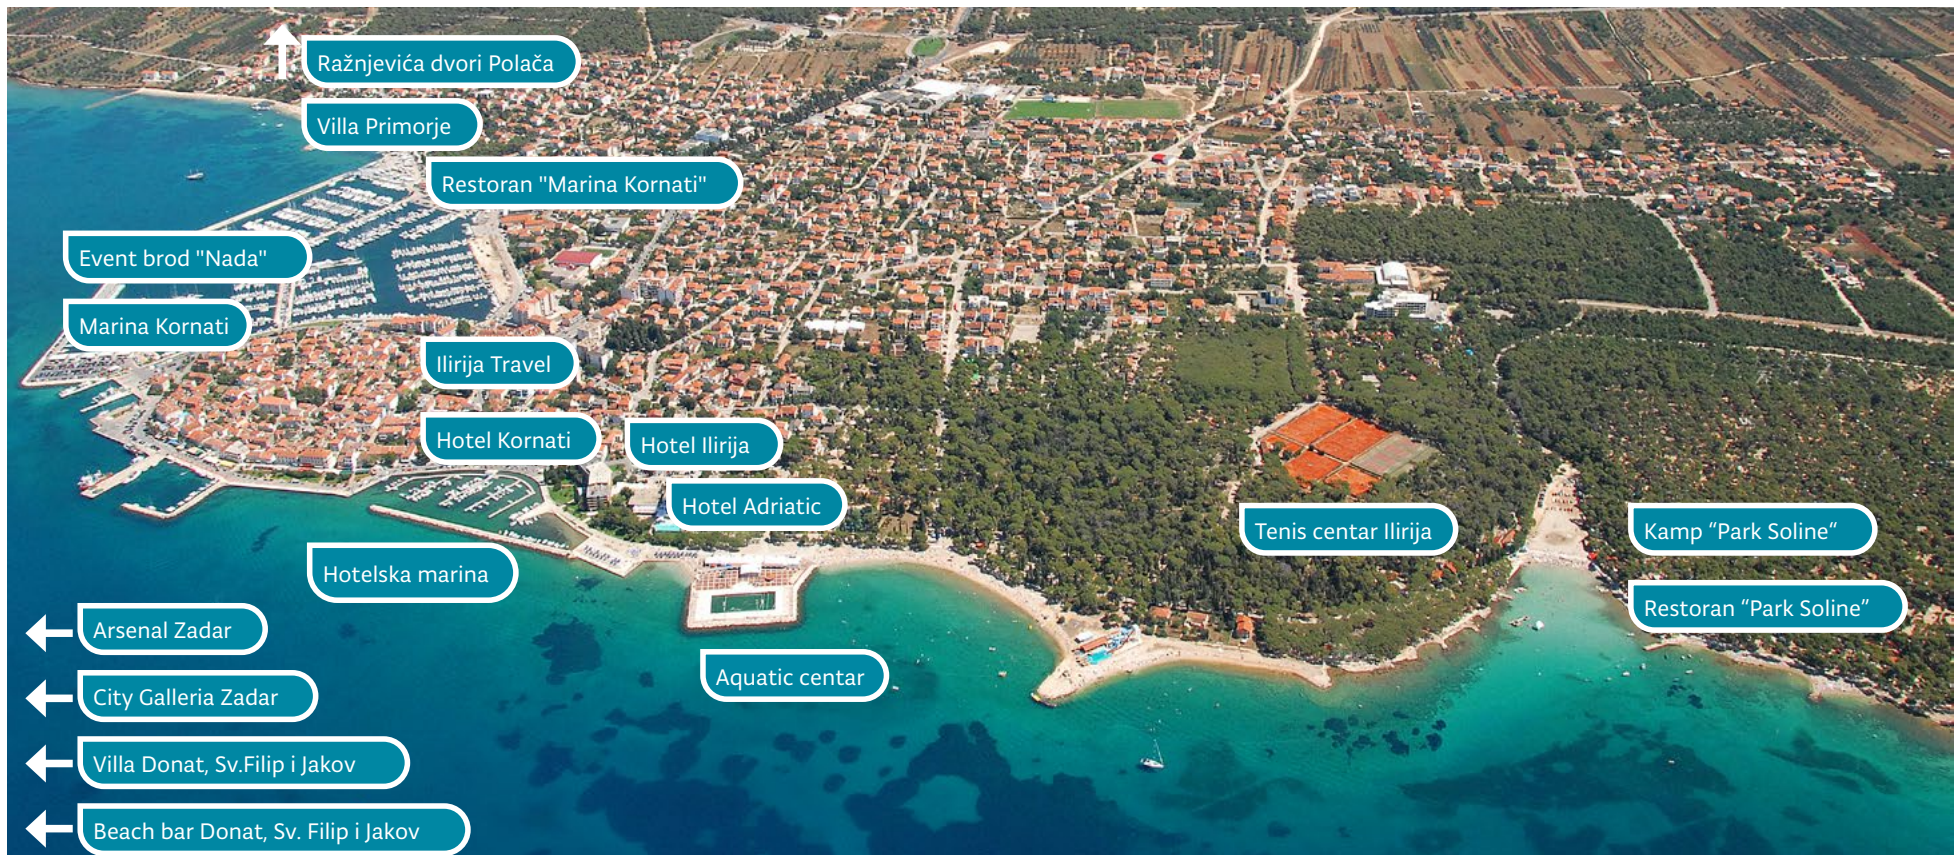 Ražnjevića dvori Polača
Villa Primorje
Restoran "Marina Kornati"
Event brod "Nada"
Marina Kornati
Ilirija Travel
Hotel Kornati
Hotel Ilirija
Hotel Adriatic
Tenis centar Ilirija
Kamp “Park Soline“
Hotelska marina
Restoran “Park Soline”
Arsenal Zadar
Aquatic centar
City Galleria Zadar
Villa Donat, Sv.Filip i Jakov
Beach bar Donat, Sv. Filip i Jakov